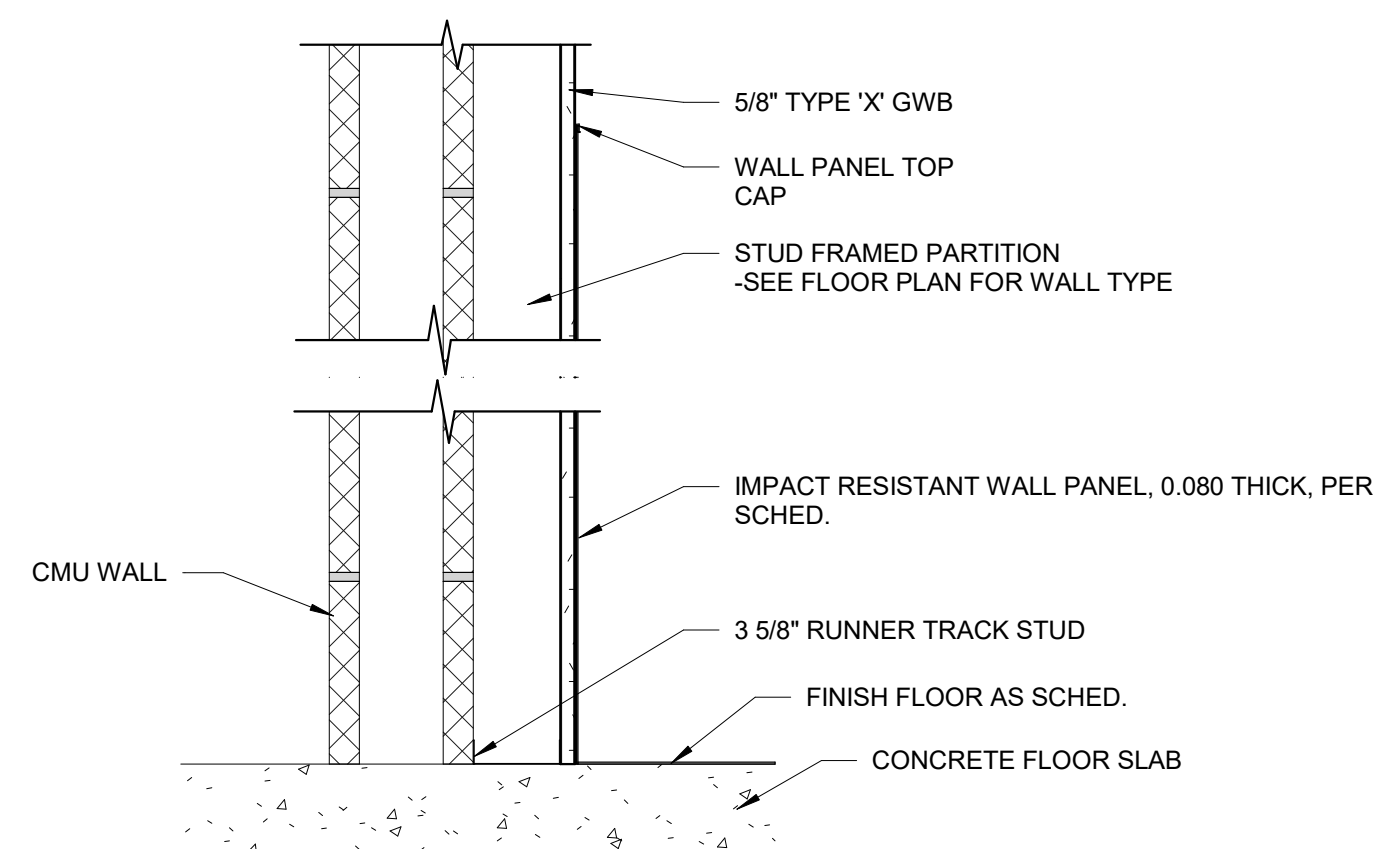 5/8" TYPE 'X' GWB
WALL PANEL TOP
CAP
STUD FRAMED PARTITION
-SEE FLOOR PLAN FOR WALL TYPE
IMPACT RESISTANT WALL PANEL, 0.080 THICK, PER
SCHED.
CMU WALL
3 5/8" RUNNER TRACK STUD
FINISH FLOOR AS SCHED.
CONCRETE FLOOR SLAB